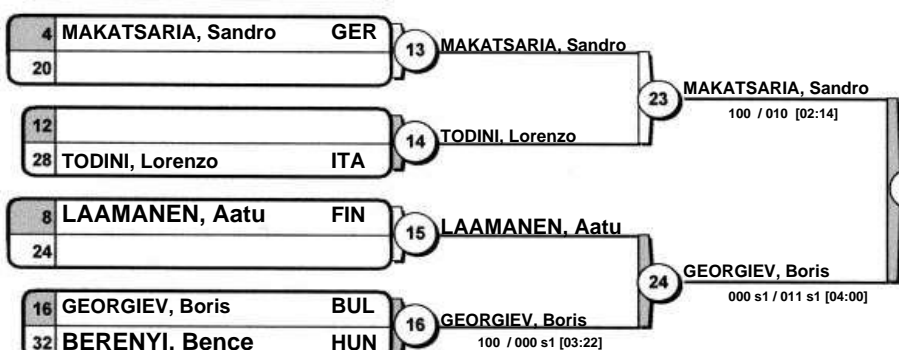 4 MAKATSARIA, Sandro GER
20
13 MAKATSARIA, Sandro
12
28 TODINI, Lorenzo ITA
14 TODINI, Lorenzo
23 MAKATSARIA, Sandro
100 / 010 [02:14]
8 LAAMANEN, Aatu FIN
24
15 LAAMANEN, Aatu
16 GEORGIEV, Boris BUL
32 BERENYI, Bence HUN
16 GEORGIEV, Boris
100 / 000 s1 [03:22]
24 GEORGIEV, Boris
000 s1 / 011 s1 [04:00]